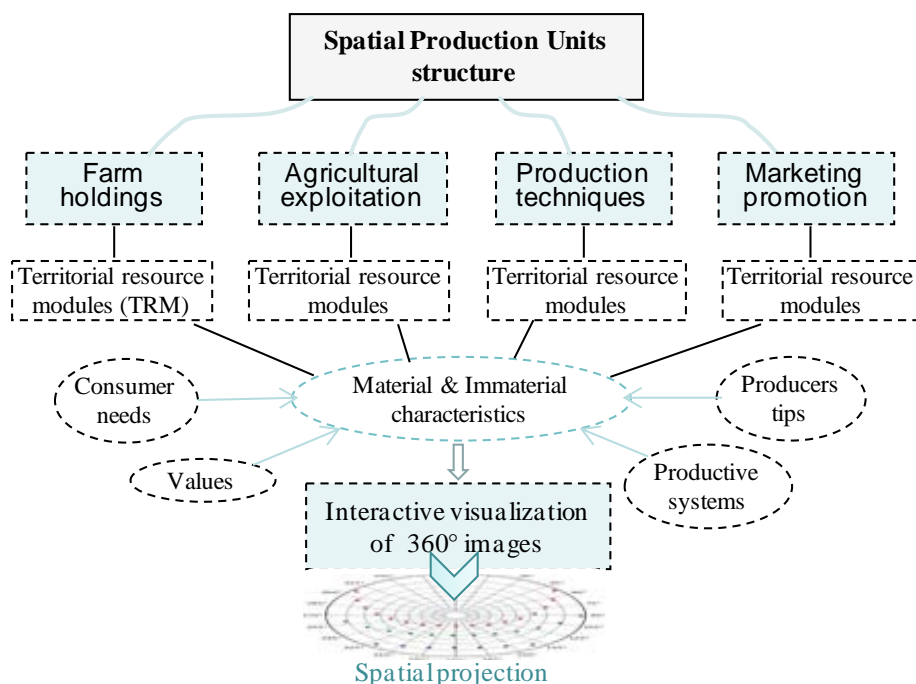 Spatial Production Units
structure
Farm
holdings
Agricultural
exploitation
Production
techniques
Marketing
promotion
Territorial resource
modules (TRM)
Territorial resource
modules
Territorial resource
modules
Territorial resource
modules
Consumer
needs
Material & Immaterial
characteristics
Producers
tips
Values
Productive
systems
Interactive visualization
of 360° images
Spatial projection